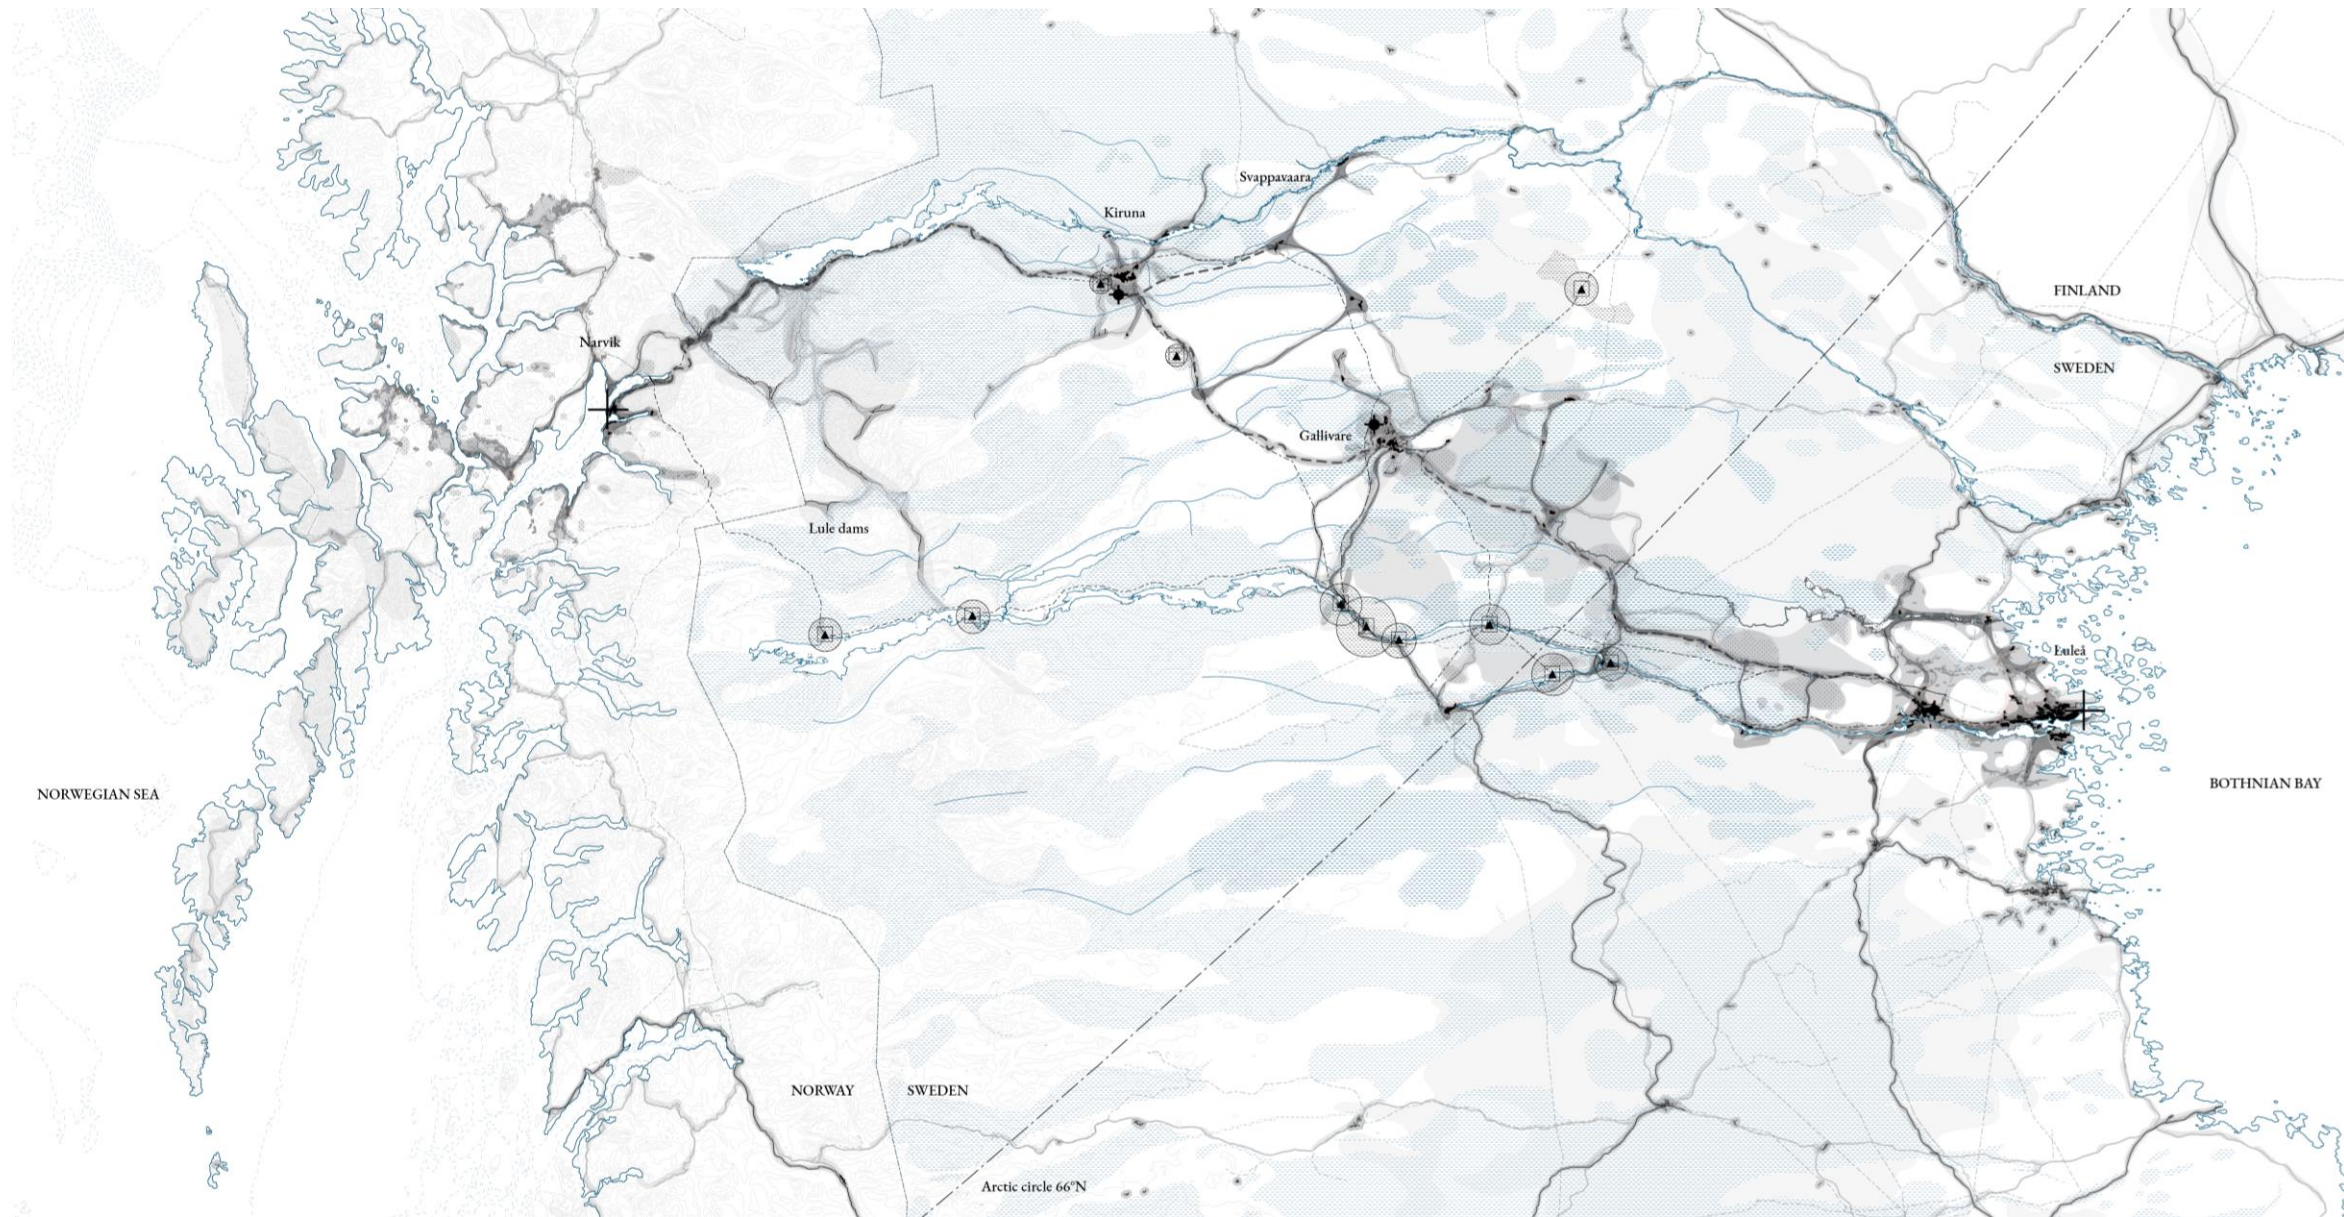 Svappavaara
Kiruna
FINLAND
Narvik
SWEDEN
Gallivare
Lule dams
Luleå
NORWEGIAN SEA
BOTHNIAN BAY
NORWAY
SWEDEN
Arctic circle 66°N